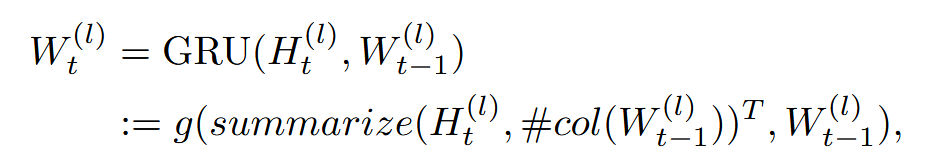 W_t^{(l)} = GRU(H_t^{(l)}, W_{t-1}^{(l)})
:= g(summarize(H_t^{(l)}, #col(W_{t-1}^{(l)}))^T, W_{t-1}^{(l)}),